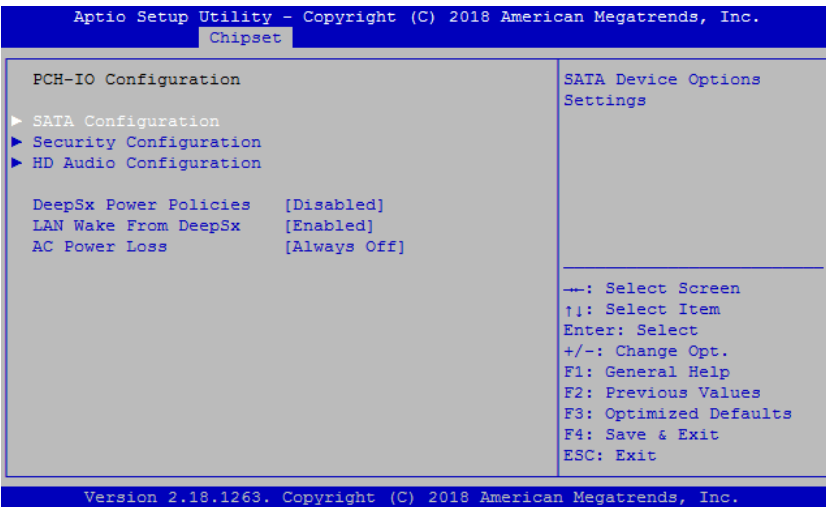 Aptio Setup Utility – Copyright (C) 2018 American Megatrends, Inc.
Chipset
PCH-IO Configuration
► SATA Configuration
► Security Configuration
► HD Audio Configuration
DeepSx Power Policies [Disabled]
LAN Wake From DeepSx [Enabled]
AC Power Loss [Always Off]
SATA Device Options
Settings
→←: Select Screen
↑↓: Select Item
Enter: Select
+/-: Change Opt.
F1: General Help
F2: Previous Values
F3: Optimized Defaults
F4: Save & Exit
ESC: Exit
Version 2.18.1263. Copyright (C) 2018 American Megatrends, Inc.